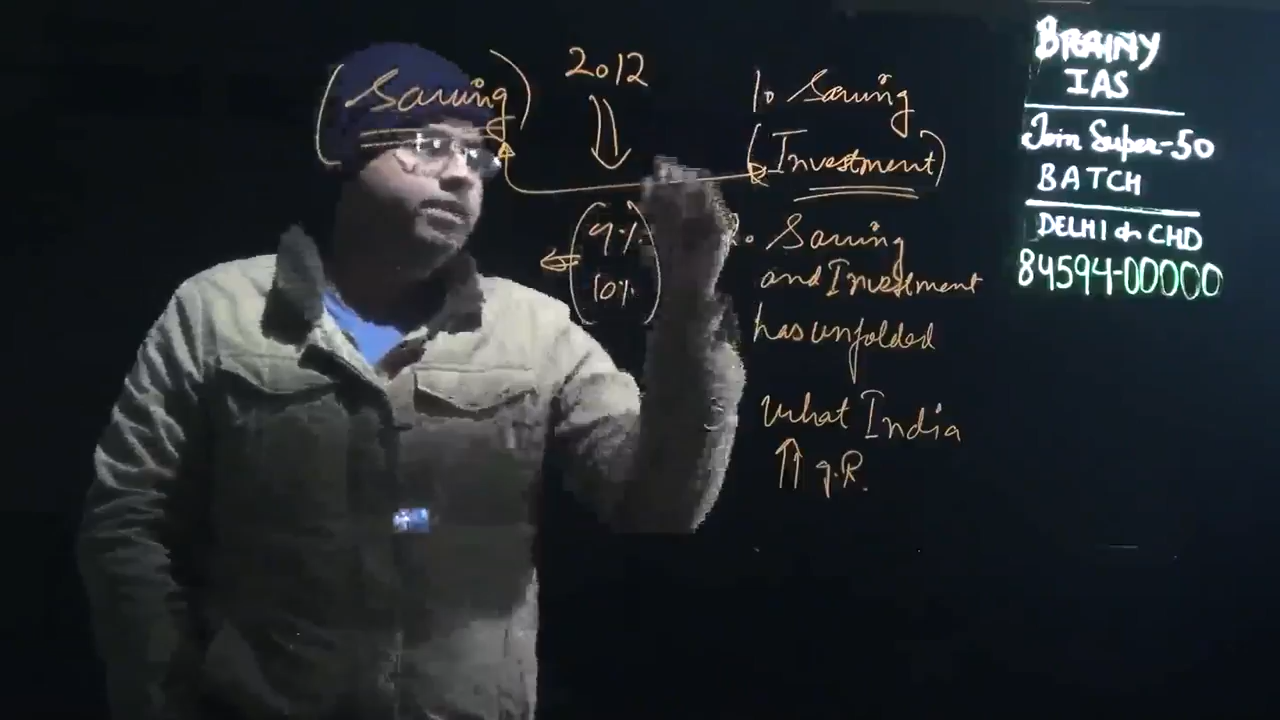 (Saving)
2012
9%
10%
1. Saving
(Investment)
2. Saving
and Investment
has unfolded
What India
g.R.
BRAINY
IAS
Join Super-50
BATCH
DELHI & CHD
84594-00000